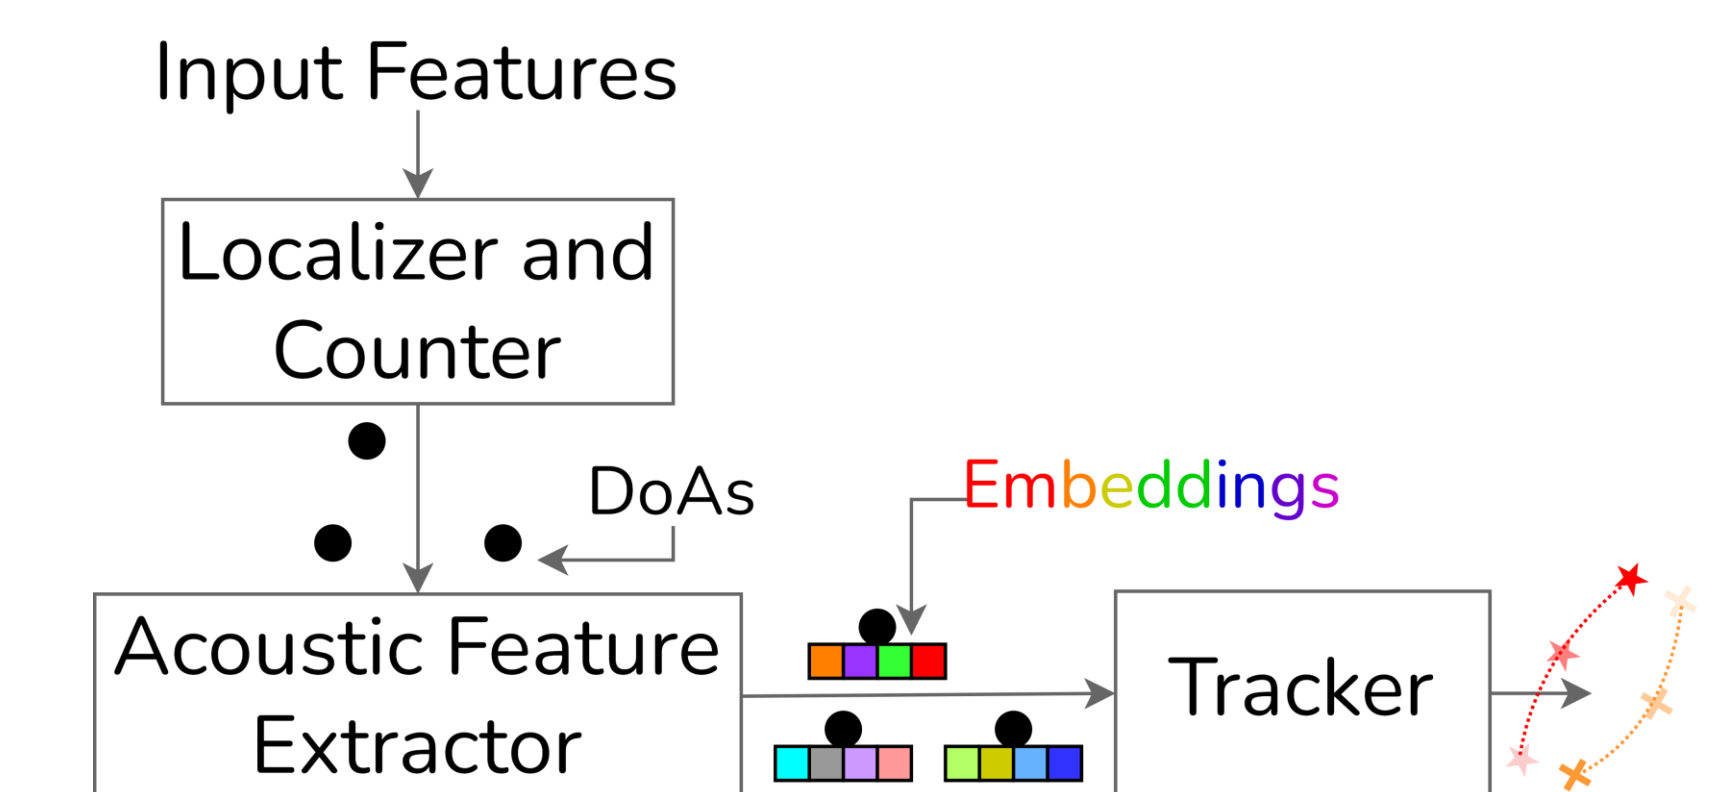 Input Features
Localizer and
Counter
DoAs
Embeddings
Acoustic Feature
Extractor
Tracker